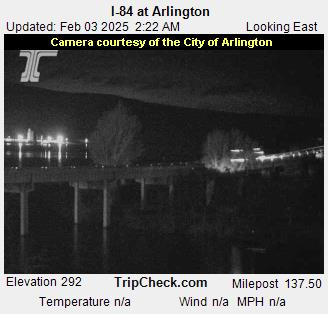 I-84 at Arlington
Updated: Feb 03 2025 2:22 AM Looking East
Camera courtesy of the City of Arlington
Elevation 292 TripCheck.com Milepost 137.50
Temperature n/a Wind n/a MPH n/a